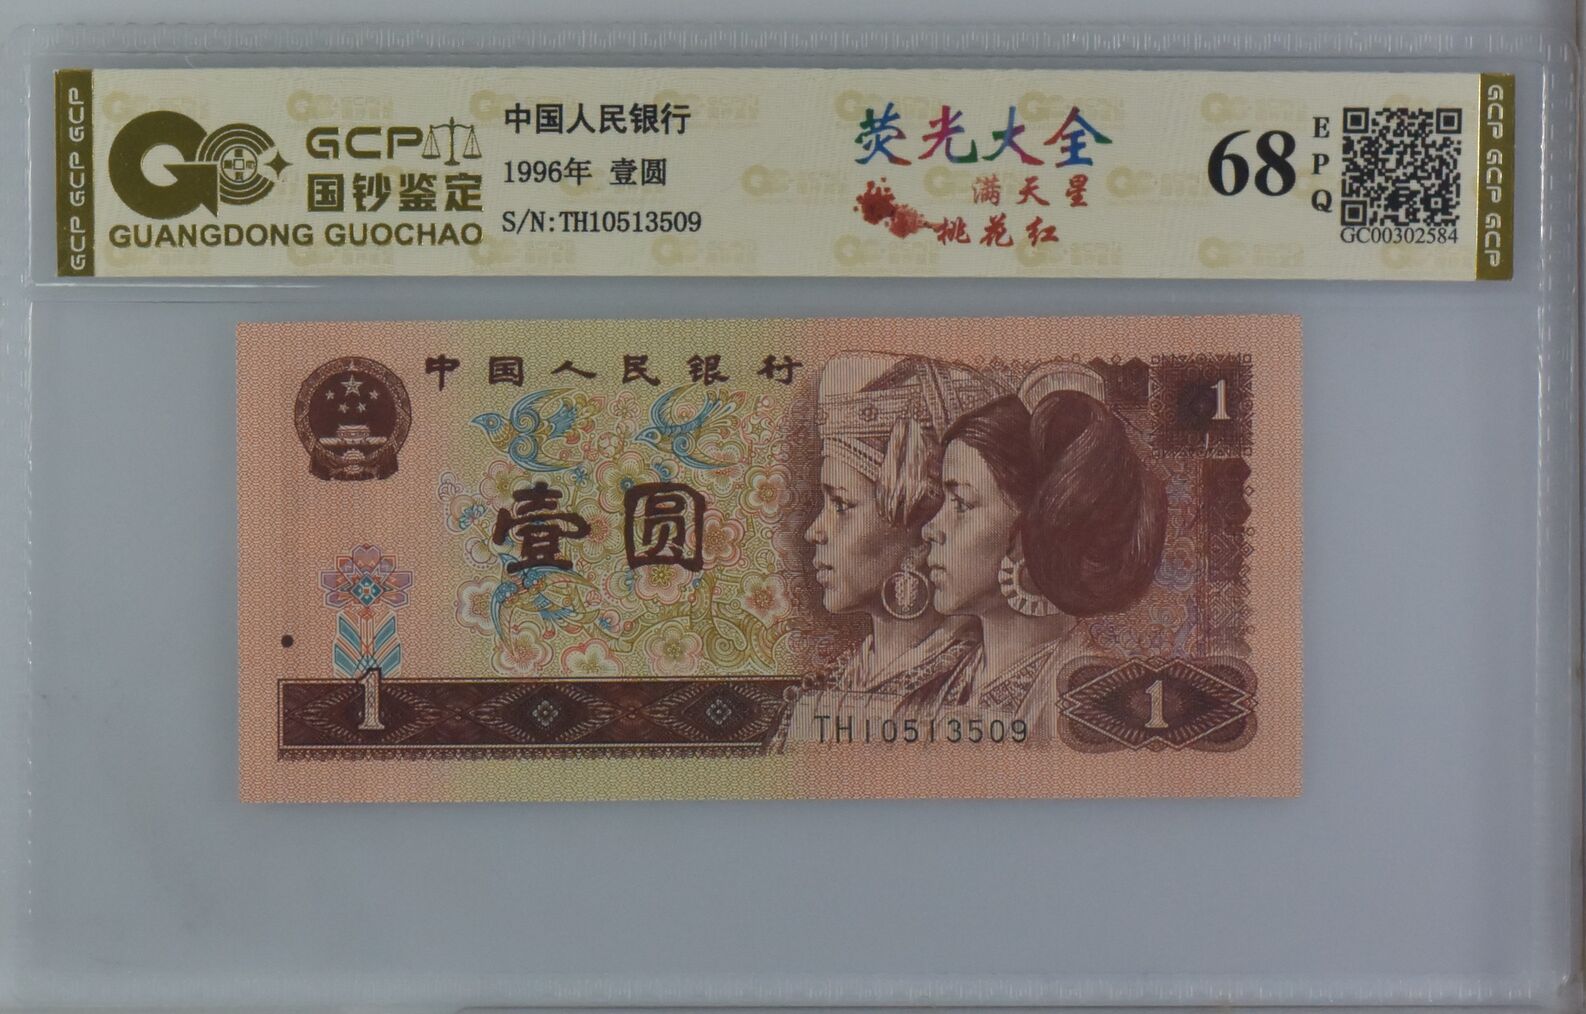 GCP GCP GCP
GCP
国钞鉴定
GUANGDONG GUOCHAO
中国人民银行
1996年 壹圆
S/N:TH10513509
荧光大全
满天星
桃花红
68
EPQ
GC00302584
GCP GCP GCP
中国人民银行
1
壹圆
1
1
TH10513509